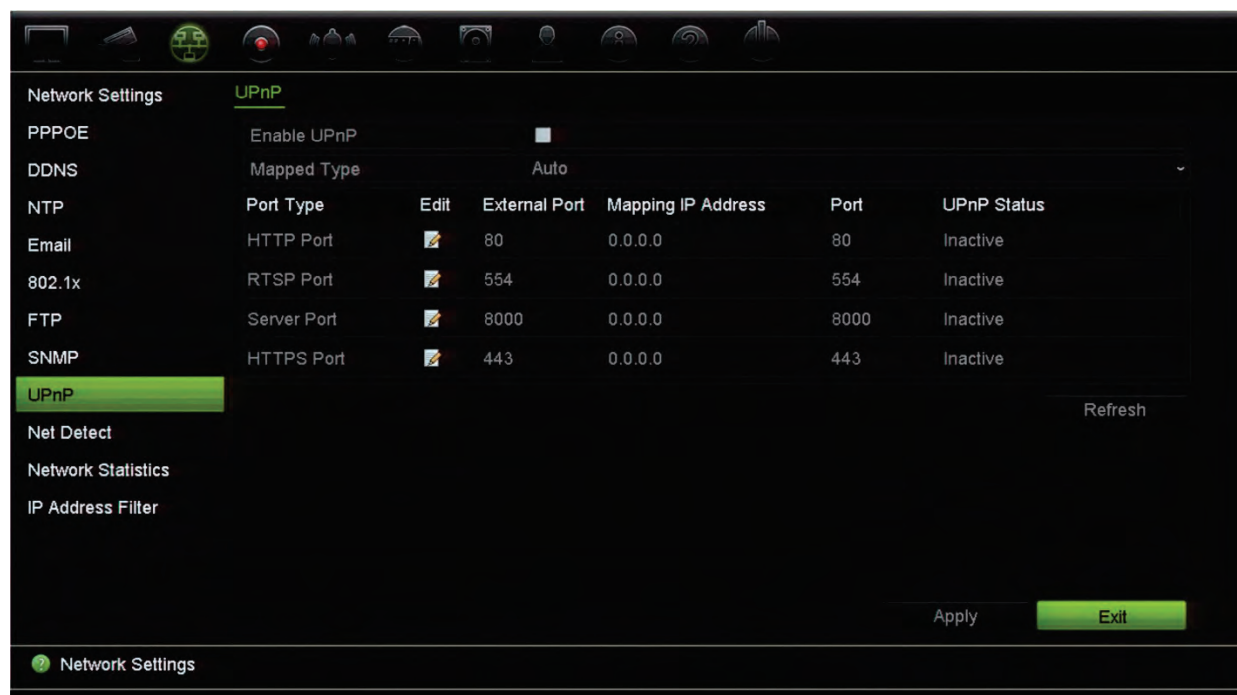 Network Settings
UPnP
PPPOE
Enable UPnP
DDNS
Mapped Type Auto
NTP
Port Type Edit External Port Mapping IP Address Port UPnP Status
Email
HTTP Port 80 0.0.0.0 80 Inactive
802.1x
RTSP Port 554 0.0.0.0 554 Inactive
FTP
Server Port 8000 0.0.0.0 8000 Inactive
SNMP
HTTPS Port 443 0.0.0.0 443 Inactive
UPnP
Refresh
Net Detect
Network Statistics
IP Address Filter
Apply Exit
? Network Settings